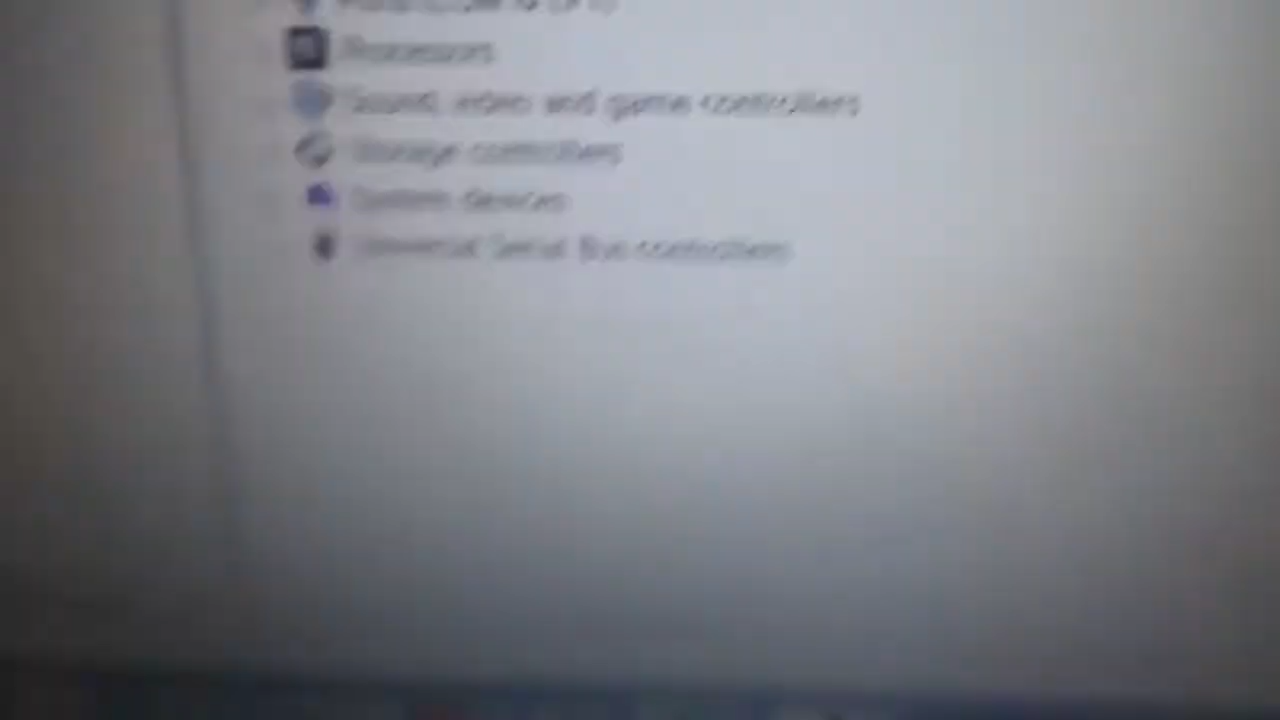 Processors
Sound, video and game controllers
Storage controllers
System devices
Universal Serial Bus controllers